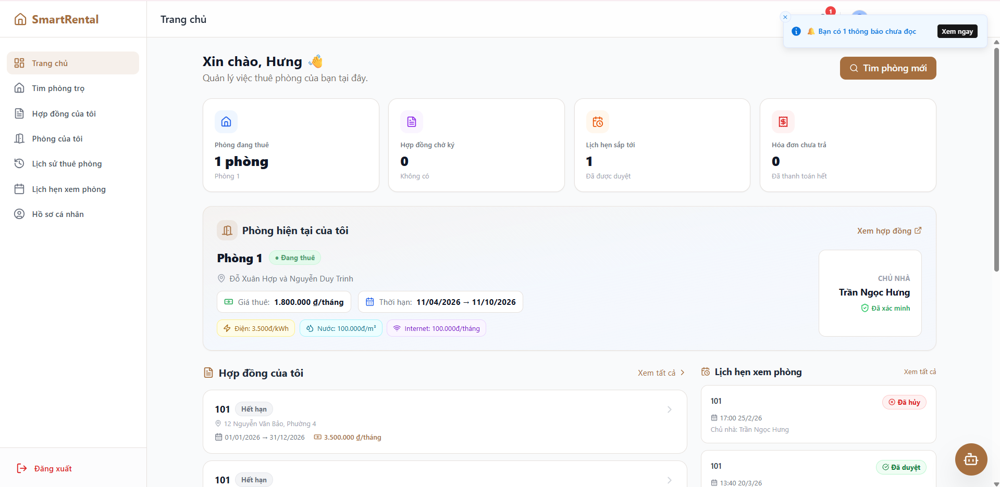 SmartRental
Trang chủ
1
🔔 Bạn có 1 thông báo chưa đọc
Xem ngay
Trang chủ
Tìm phòng trọ
Hợp đồng của tôi
Phòng của tôi
Lịch sử thuê phòng
Lịch hẹn xem phòng
Hồ sơ cá nhân
Đăng xuất
Xin chào, Hưng 👋
Quản lý việc thuê phòng của bạn tại đây.
Tìm phòng mới
Phòng đang thuê
1 phòng
Phòng 1
Hợp đồng chờ ký
0
Không có
Lịch hẹn sắp tới
1
Đã được duyệt
Hóa đơn chưa trả
0
Đã thanh toán hết
Phòng hiện tại của tôi
Xem hợp đồng
Phòng 1
• Đang thuê
Đỗ Xuân Hợp và Nguyễn Duy Trinh
Giá thuê: 1.800.000 ₫/tháng
Thời hạn: 11/04/2026 → 11/10/2026
Điện: 3.500đ/kWh
Nước: 100.000đ/m³
Internet: 100.000đ/tháng
CHỦ NHÀ
Trần Ngọc Hưng
Đã xác minh
Hợp đồng của tôi
Xem tất cả
101
Hết hạn
12 Nguyễn Văn Bảo, Phường 4
01/01/2026 → 31/12/2026
3.500.000 ₫/tháng
101
Hết hạn
Lịch hẹn xem phòng
Xem tất cả
101
Đã hủy
17:00 25/2/26
Chủ nhà: Trần Ngọc Hưng
101
Đã duyệt
13:40 20/3/26